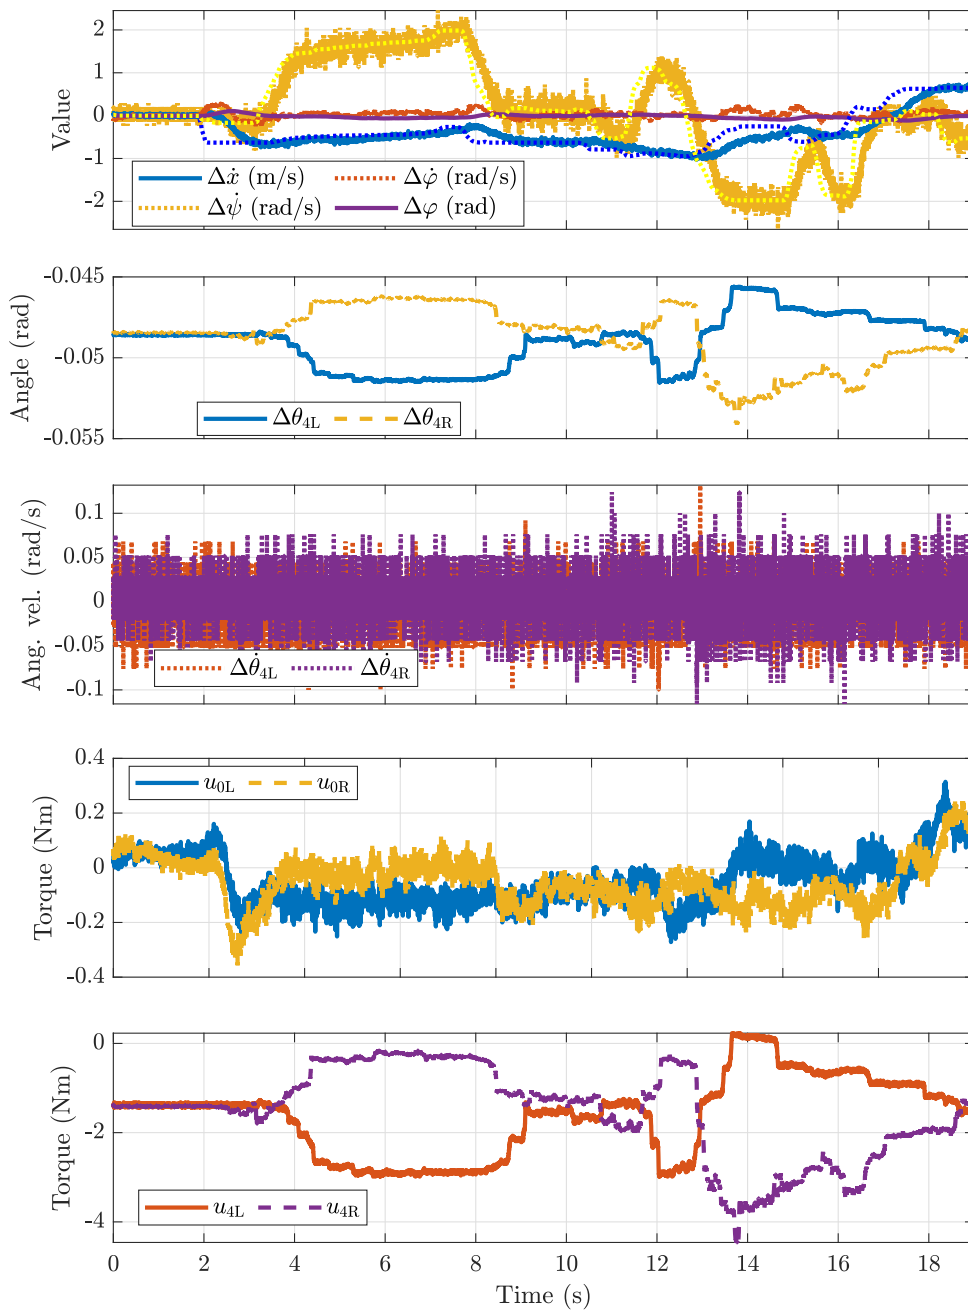 2
1
0
-1
-2
Value
Δẋ (m/s)
Δφ̇ (rad/s)
Δψ̇ (rad/s)
Δφ (rad)
-0.045
-0.05
-0.055
Angle (rad)
Δθ4L
Δθ4R
0.1
0.05
0
-0.05
-0.1
Ang. vel. (rad/s)
Δθ̇4L
Δθ̇4R
0.4
0.2
0
-0.2
-0.4
Torque (Nm)
u0L
u0R
0
-2
-4
Torque (Nm)
u4L
u4R
0 2 4 6 8 10 12 14 16 18
Time (s)